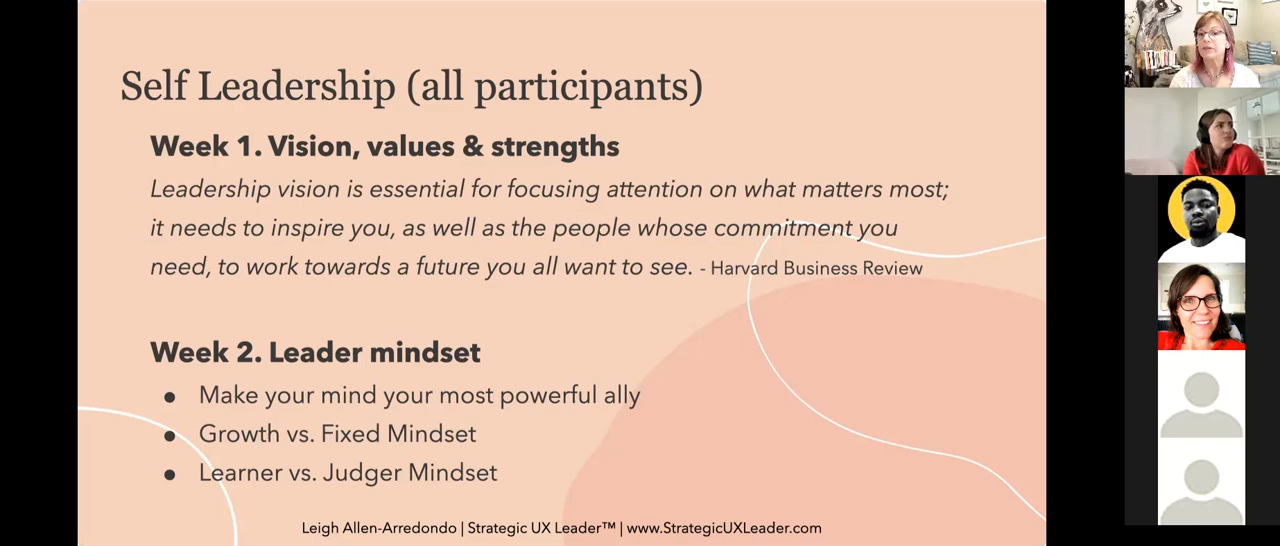 Self Leadership (all participants)
Week 1. Vision, values & strengths
Leadership vision is essential for focusing attention on what matters most;
it needs to inspire you, as well as the people whose commitment you
need, to work towards a future you all want to see. - Harvard Business Review
Week 2. Leader mindset
● Make your mind your most powerful ally
● Growth vs. Fixed Mindset
● Learner vs. Judger Mindset
Leigh Allen-Arredondo | Strategic UX Leader™ | www.StrategicUXLeader.com